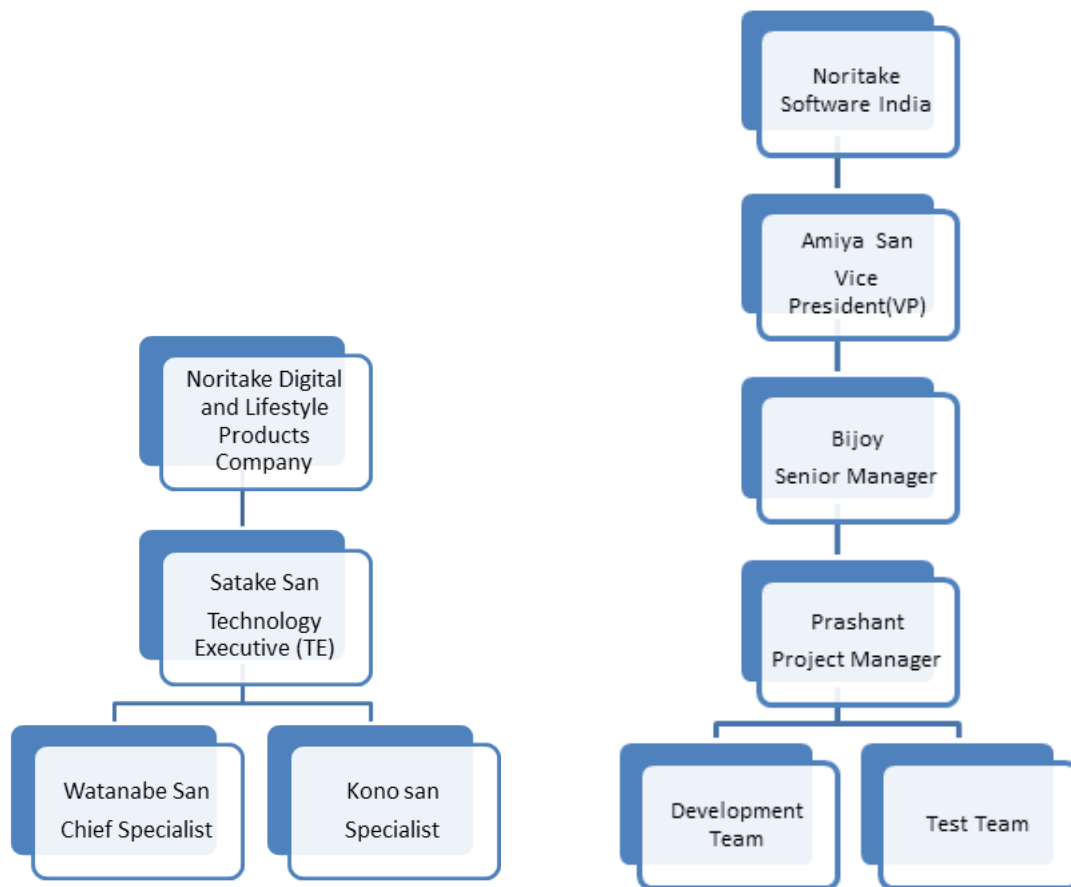 Noritake Digital
and Lifestyle
Products
Company
Satake San
Technology
Executive (TE)
Watanabe San
Chief Specialist
Kono san
Specialist
Noritake
Software India
Amiya San
Vice
President(VP)
Bijoy
Senior Manager
Prashant
Project Manager
Development
Team
Test Team